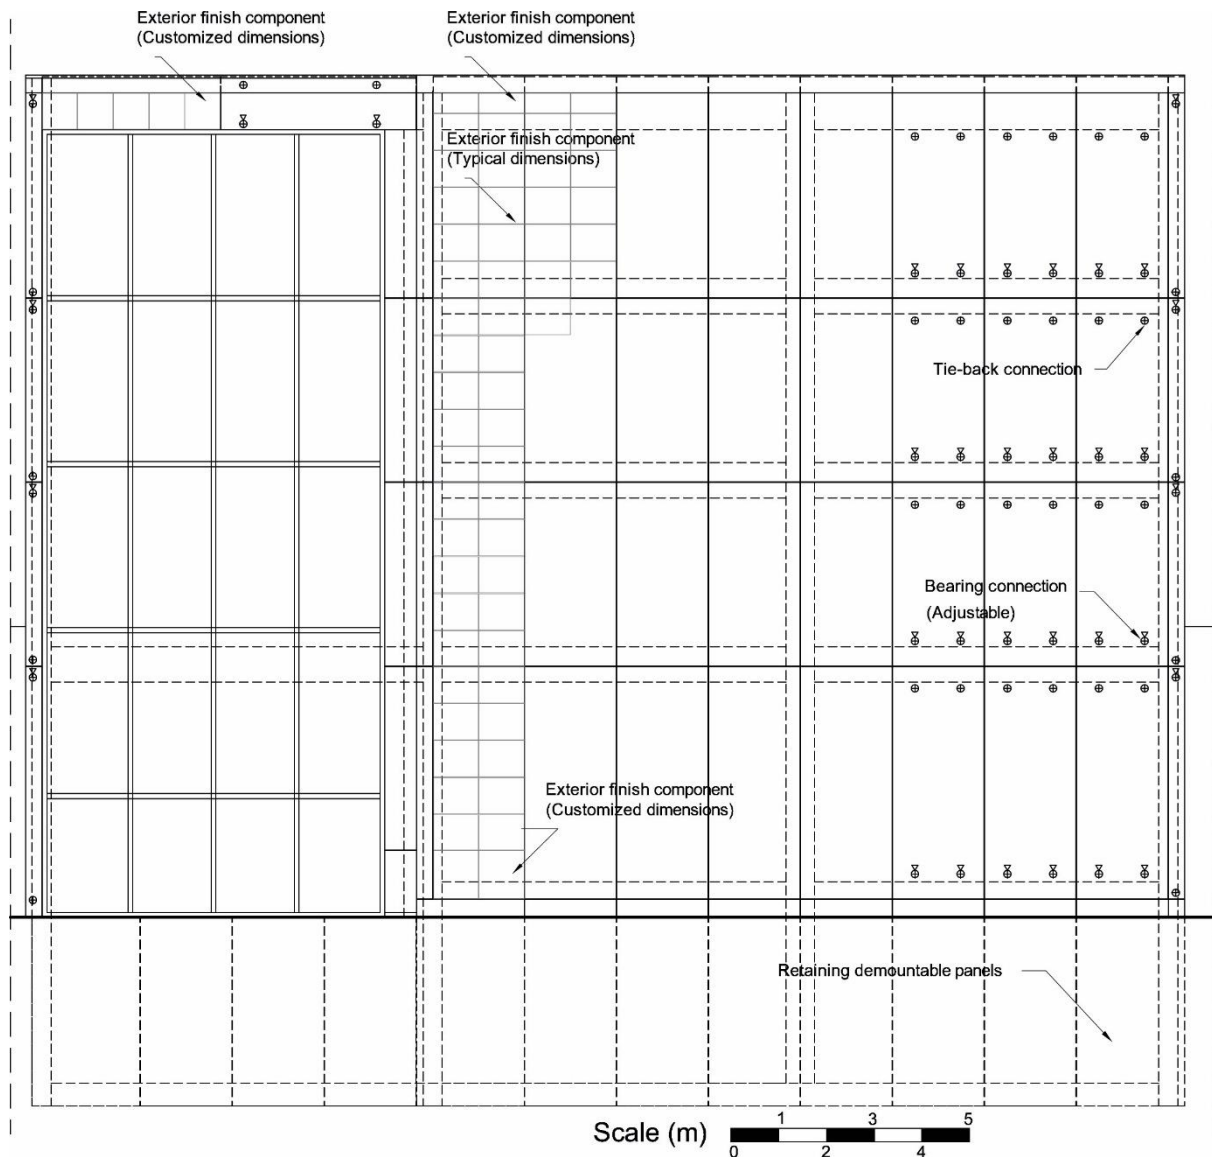 Exterior finish component
(Customized dimensions)
Exterior finish component
(Customized dimensions)
Exterior finish component
(Typical dimensions)
Tie-back connection
Bearing connection
(Adjustable)
Exterior finish component
(Customized dimensions)
Retaining demountable panels
Scale (m)
1 3 5
0 2 4